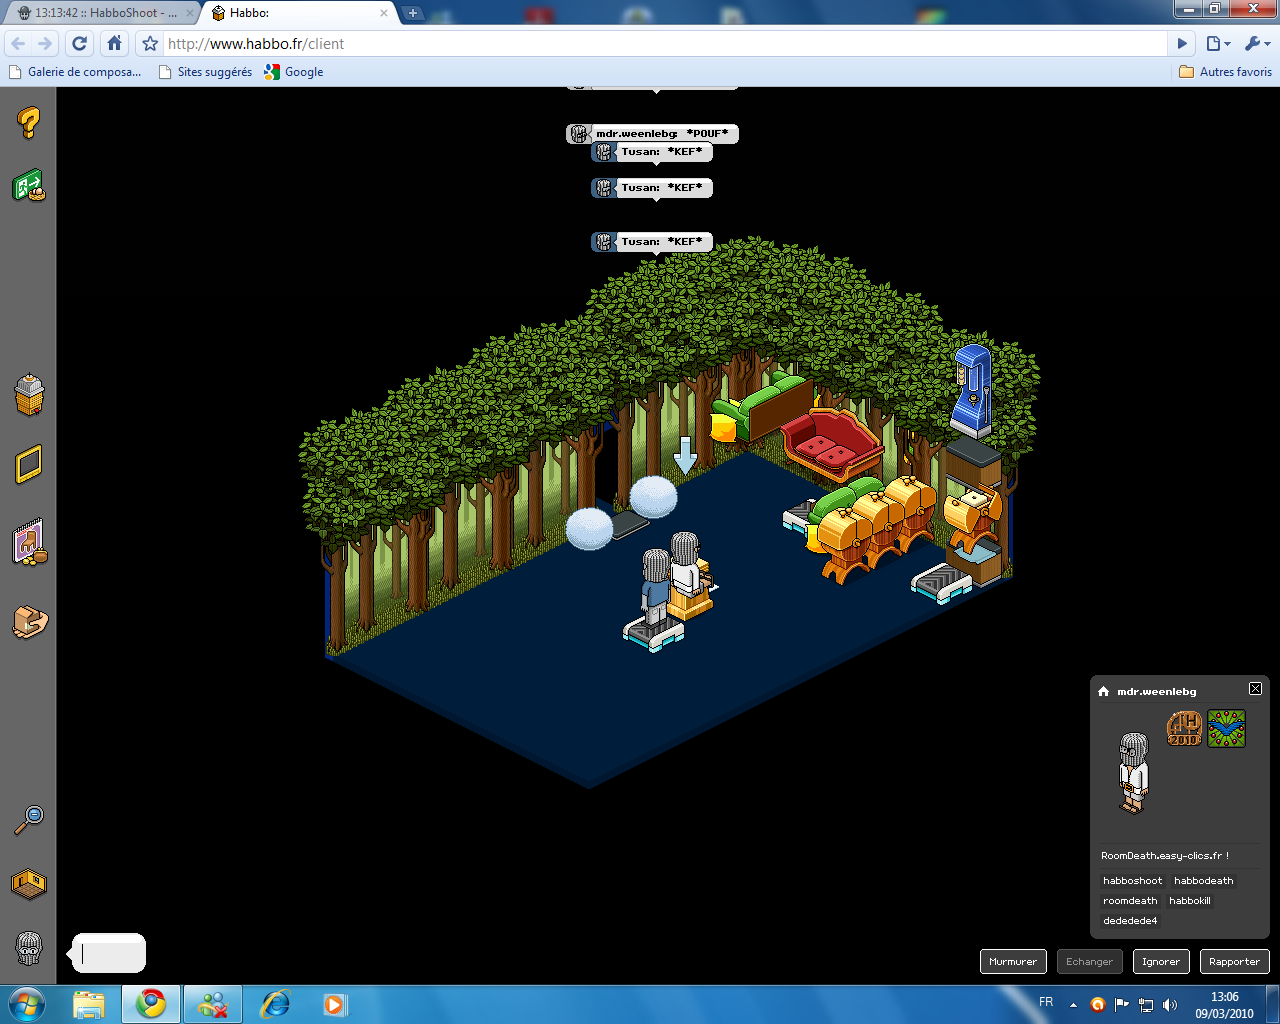 13:13:42 :: HabboShoot - ...
Habbo:
http://www.habbo.fr/client
Galerie de composa...
Sites suggérés
Google
Autres favoris
mdr.weenlebg: *POUF*
Tusan: *KEF*
Tusan: *KEF*
Tusan: *KEF*
mdr.weenlebg
H
2010
RoomDeath.easy-clics.fr !
habboshoot habbodeath
roomdeath habbokill
dededede4
Murmurer
Echanger
Ignorer
Rapporter
FR
13:06
09/03/2010